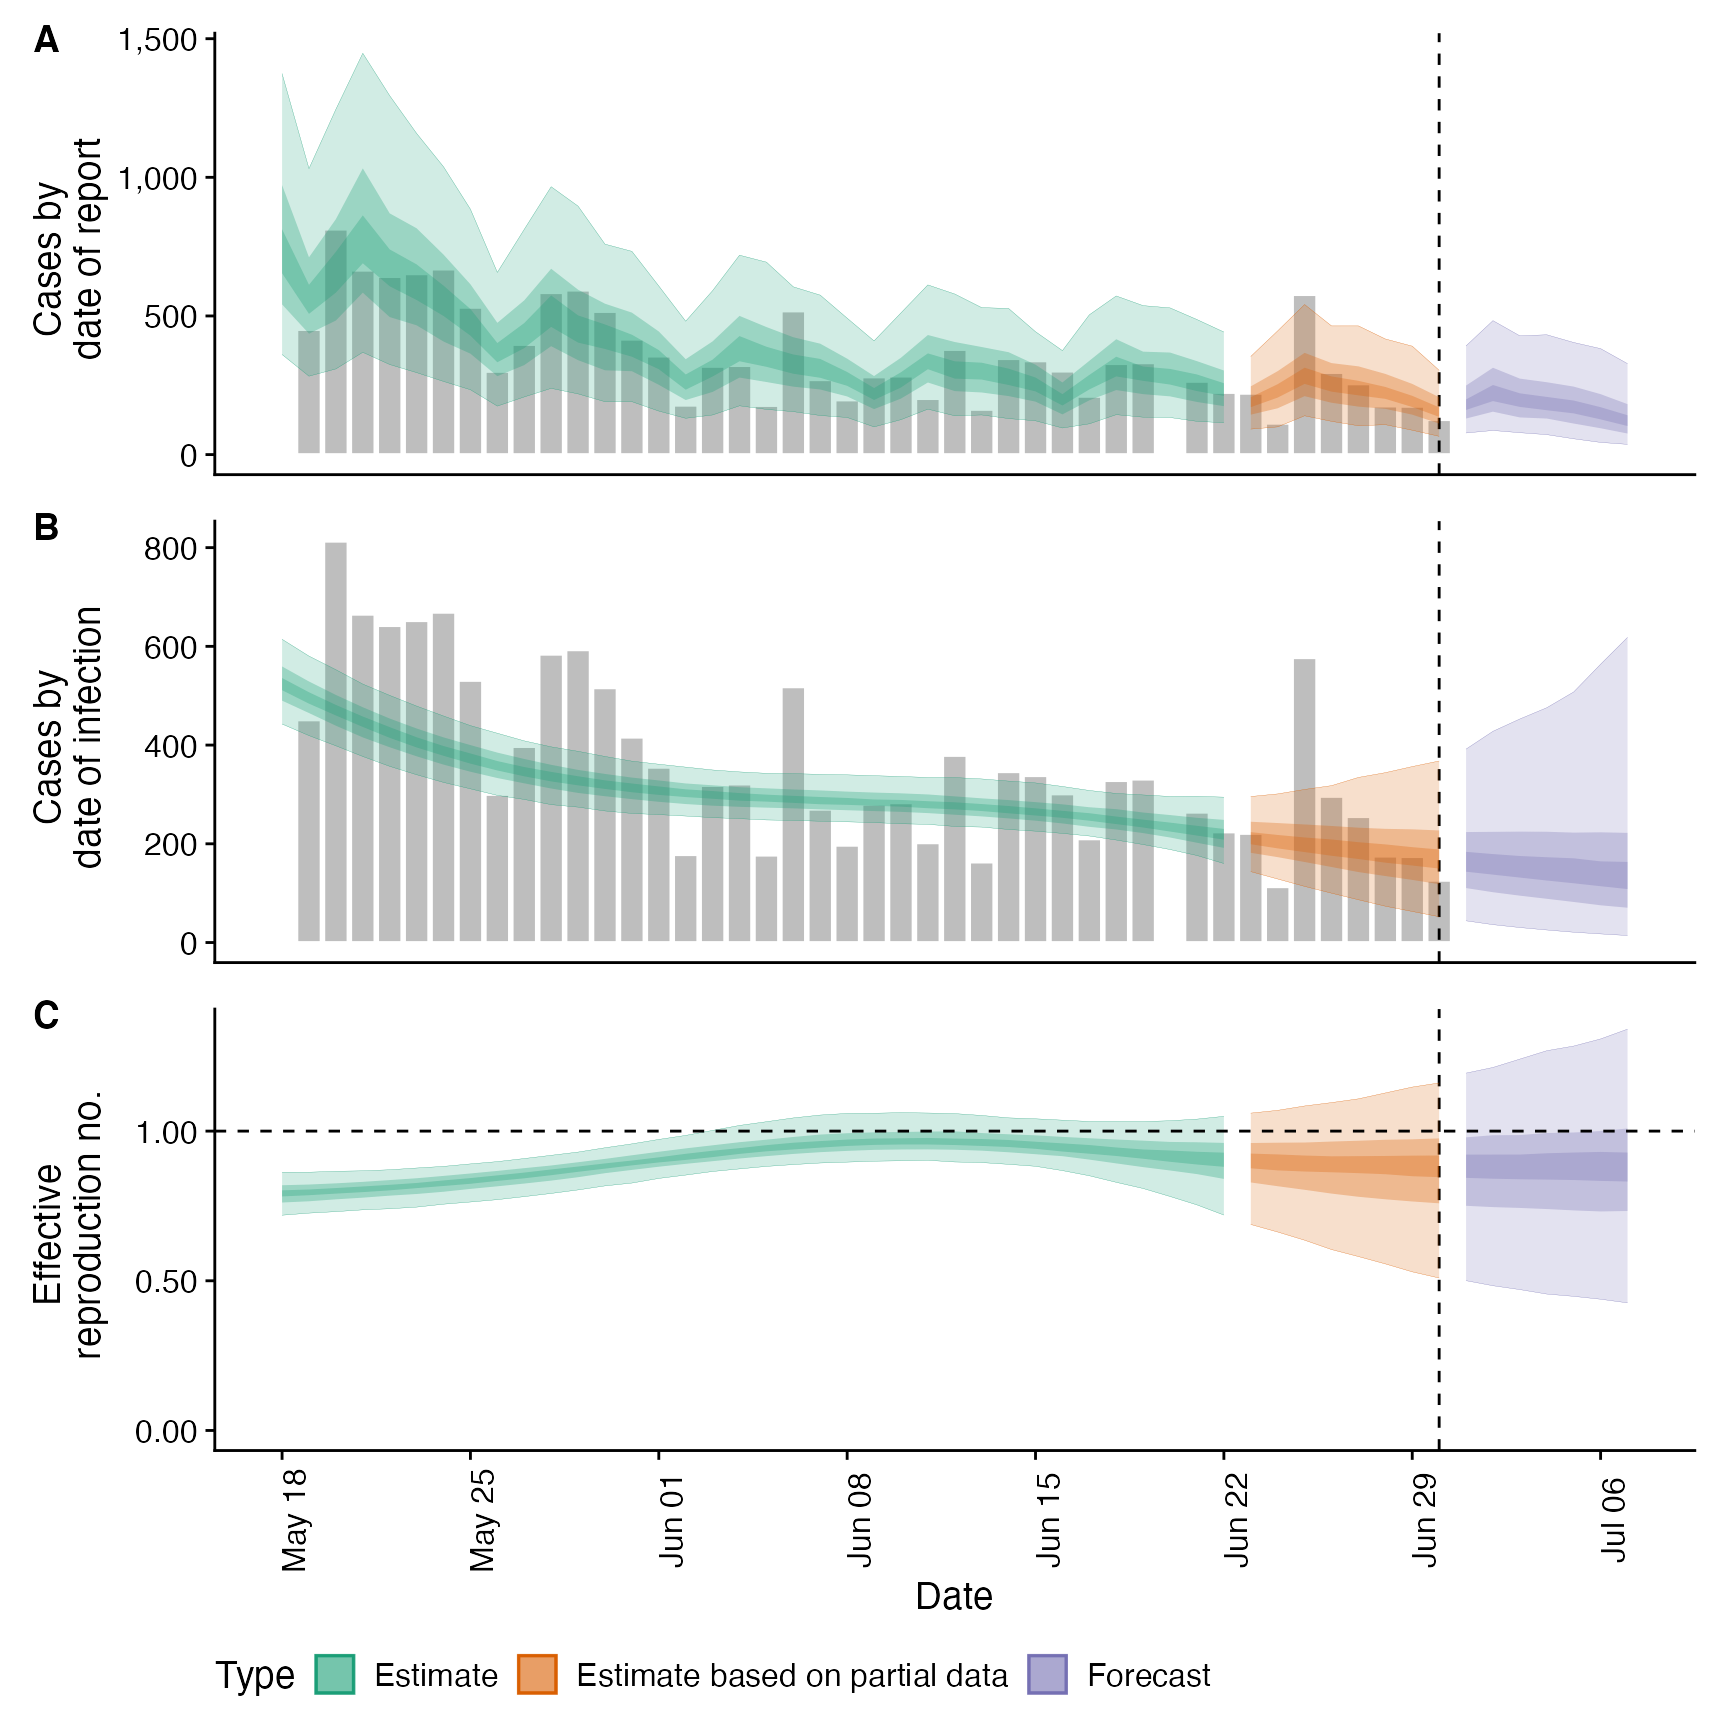 A
Cases by
date of report
1,500
1,000
500
0
B
Cases by
date of infection
800
600
400
200
0
C
Effective
reproduction no.
1.00
0.50
0.00
May 18
May 25
Jun 01
Jun 08
Jun 15
Jun 22
Jun 29
Jul 06
Date
Type Estimate Estimate based on partial data Forecast